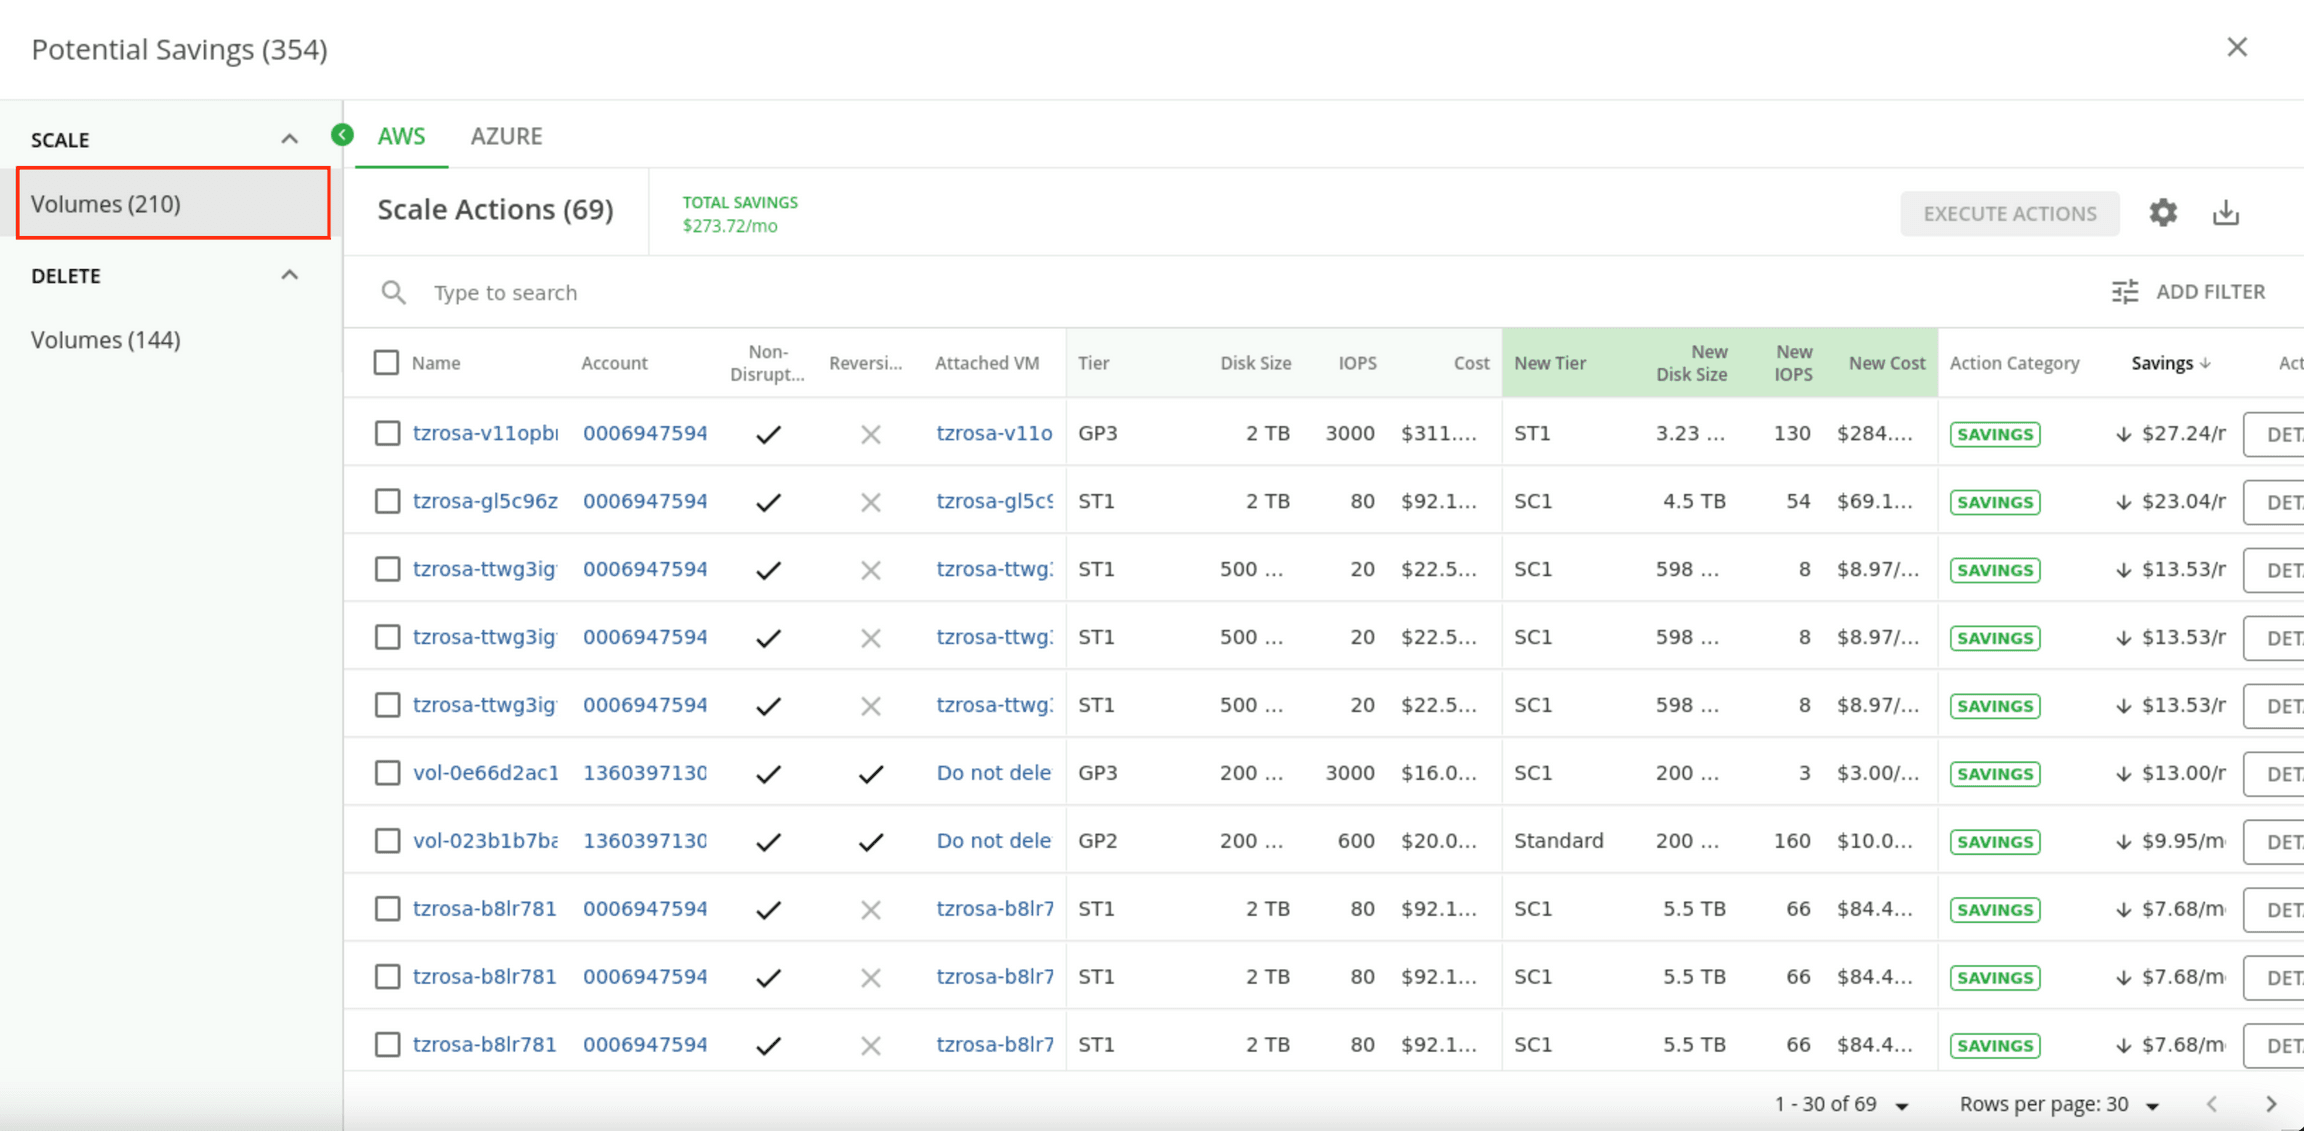 Potential Savings (354)
SCALE
Volumes (210)
DELETE
Volumes (144)
AWS AZURE
Scale Actions (69)
TOTAL SAVINGS
$273.72/mo
EXECUTE ACTIONS
Type to search
ADD FILTER
Name Account Non-Disrupt... Reversi... Attached VM Tier Disk Size IOPS Cost New Tier New Disk Size New IOPS New Cost Action Category Savings Act
tzrosa-v11opb 0006947594 tzrosa-v11o GP3 2 TB 3000 $311.... ST1 3.23 ... 130 $284.... SAVINGS $27.24/ DET
tzrosa-gl5c96z 0006947594 tzrosa-gl5c9 ST1 2 TB 80 $92.1... SC1 4.5 TB 54 $69.1... SAVINGS $23.04/ DET
tzrosa-ttwg3ig 0006947594 tzrosa-ttwg ST1 500 ... 20 $22.5... SC1 598 ... 8 $8.97/... SAVINGS $13.53/ DET
tzrosa-ttwg3ig 0006947594 tzrosa-ttwg ST1 500 ... 20 $22.5... SC1 598 ... 8 $8.97/... SAVINGS $13.53/ DET
tzrosa-ttwg3ig 0006947594 tzrosa-ttwg ST1 500 ... 20 $22.5... SC1 598 ... 8 $8.97/... SAVINGS $13.53/ DET
vol-0e66d2ac1 1360397130 Do not dele GP3 200 ... 3000 $16.0... SC1 200 ... 3 $3.00/... SAVINGS $13.00/ DET
vol-023b1b7ba 1360397130 Do not dele GP2 200 ... 600 $20.0... Standard 200 ... 160 $10.0... SAVINGS $9.95/m DET
tzrosa-b8lr781 0006947594 tzrosa-b8lr7 ST1 2 TB 80 $92.1... SC1 5.5 TB 66 $84.4... SAVINGS $7.68/m DET
tzrosa-b8lr781 0006947594 tzrosa-b8lr7 ST1 2 TB 80 $92.1... SC1 5.5 TB 66 $84.4... SAVINGS $7.68/m DET
tzrosa-b8lr781 0006947594 tzrosa-b8lr7 ST1 2 TB 80 $92.1... SC1 5.5 TB 66 $84.4... SAVINGS $7.68/m DET
1 - 30 of 69 Rows per page: 30